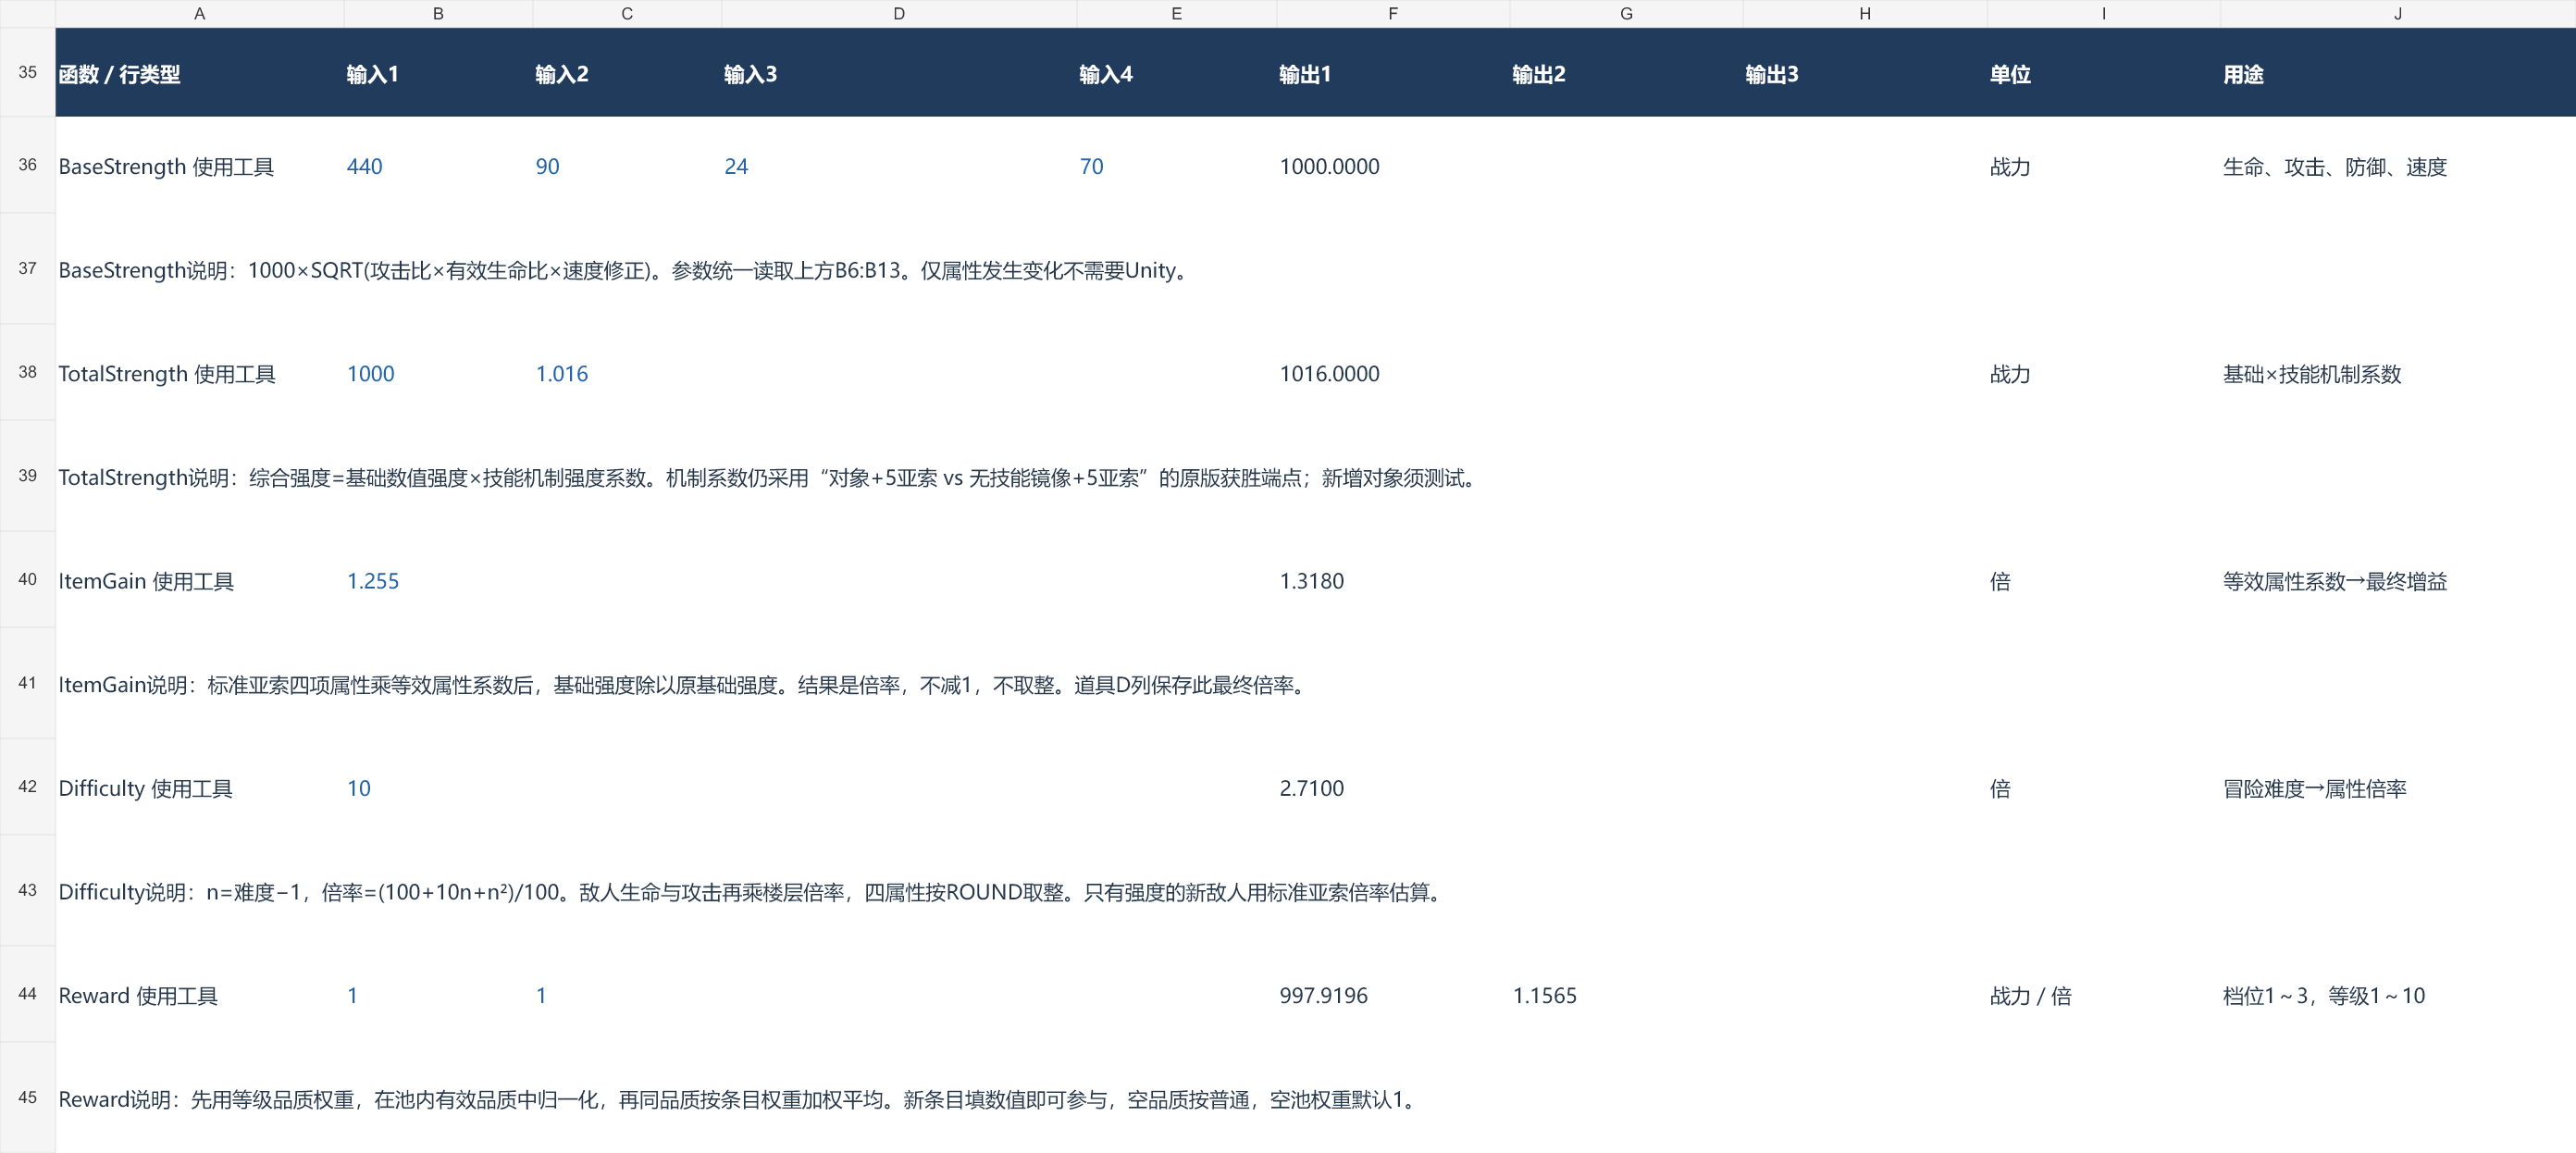 A B C D E F G H I J
35 函数 / 行类型 输入1 输入2 输入3 输入4 输出1 输出2 输出3 单位 用途
36 BaseStrength 使用工具 440 90 24 70 1000.0000 战力 生命、攻击、防御、速度
37 BaseStrength说明：1000×SQRT(攻击比×有效生命比×速度修正)。参数统一读取上方B6:B13。仅属性发生变化不需要Unity。
38 TotalStrength 使用工具 1000 1.016 1016.0000 战力 基础×技能机制系数
39 TotalStrength说明：综合强度=基础数值强度×技能机制强度系数。机制系数仍采用“对象+5亚索 vs 无技能镜像+5亚索”的原版获胜端点；新增对象须测试。
40 ItemGain 使用工具 1.255 1.3180 倍 等效属性系数→最终增益
41 ItemGain说明：标准亚索四项属性乘等效属性系数后，基础强度除以原基础强度。结果是倍率，不减1，不取整。道具D列保存此最终倍率。
42 Difficulty 使用工具 10 2.7100 倍 冒险难度→属性倍率
43 Difficulty说明：n=难度−1，倍率=(100+10n+n²)/100。敌人生命与攻击再乘楼层倍率，四属性按ROUND取整。只有强度的新敌人用标准亚索倍率估算。
44 Reward 使用工具 1 1 997.9196 1.1565 战力 / 倍 档位1～3，等级1～10
45 Reward说明：先用等级品质权重，在池内有效品质中归一化，再同品质按条目权重加权平均。新条目填数值即可参与，空品质按普通，空池权重默认1。